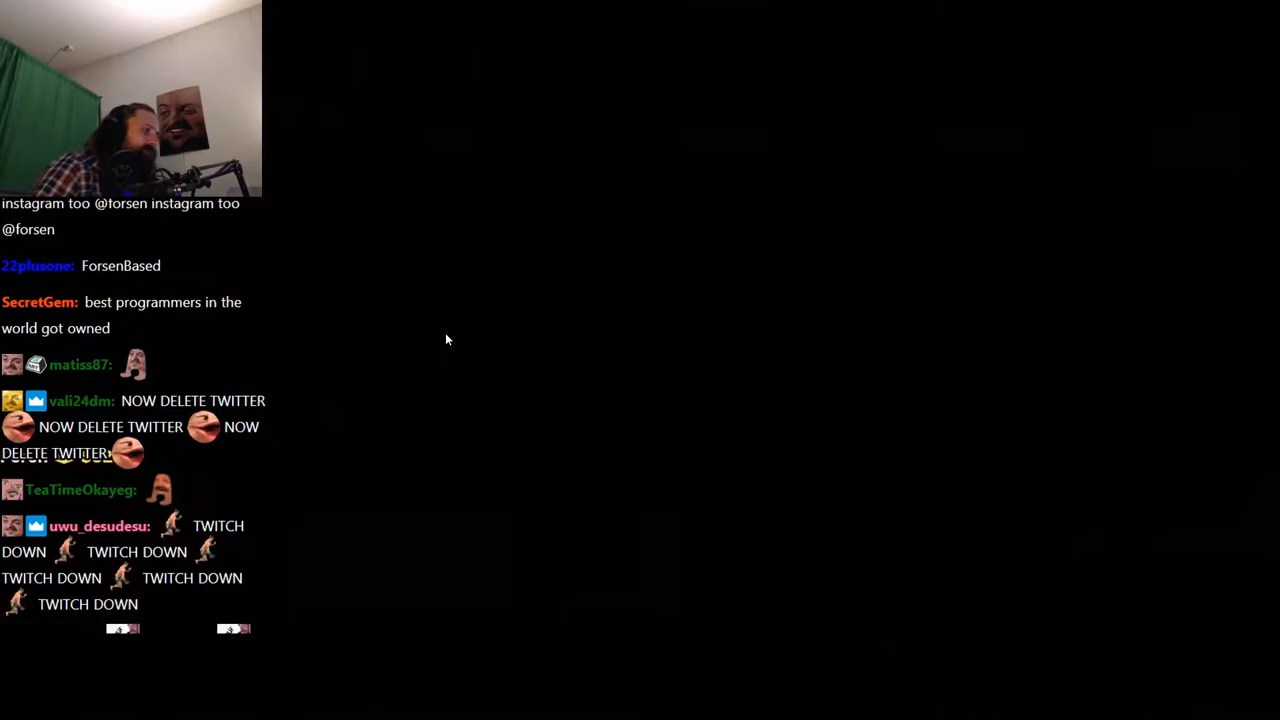 instagram too @forsen instagram too
@forsen
22plusone: ForsenBased
SecretGem: best programmers in the
world got owned
matiss87:
vali24dm: NOW DELETE TWITTER
NOW DELETE TWITTER NOW
DELETE TWITTER
TeaTimeOkayeg:
uwu_desudesu: TWITCH
DOWN TWITCH DOWN
TWITCH DOWN TWITCH DOWN
TWITCH DOWN